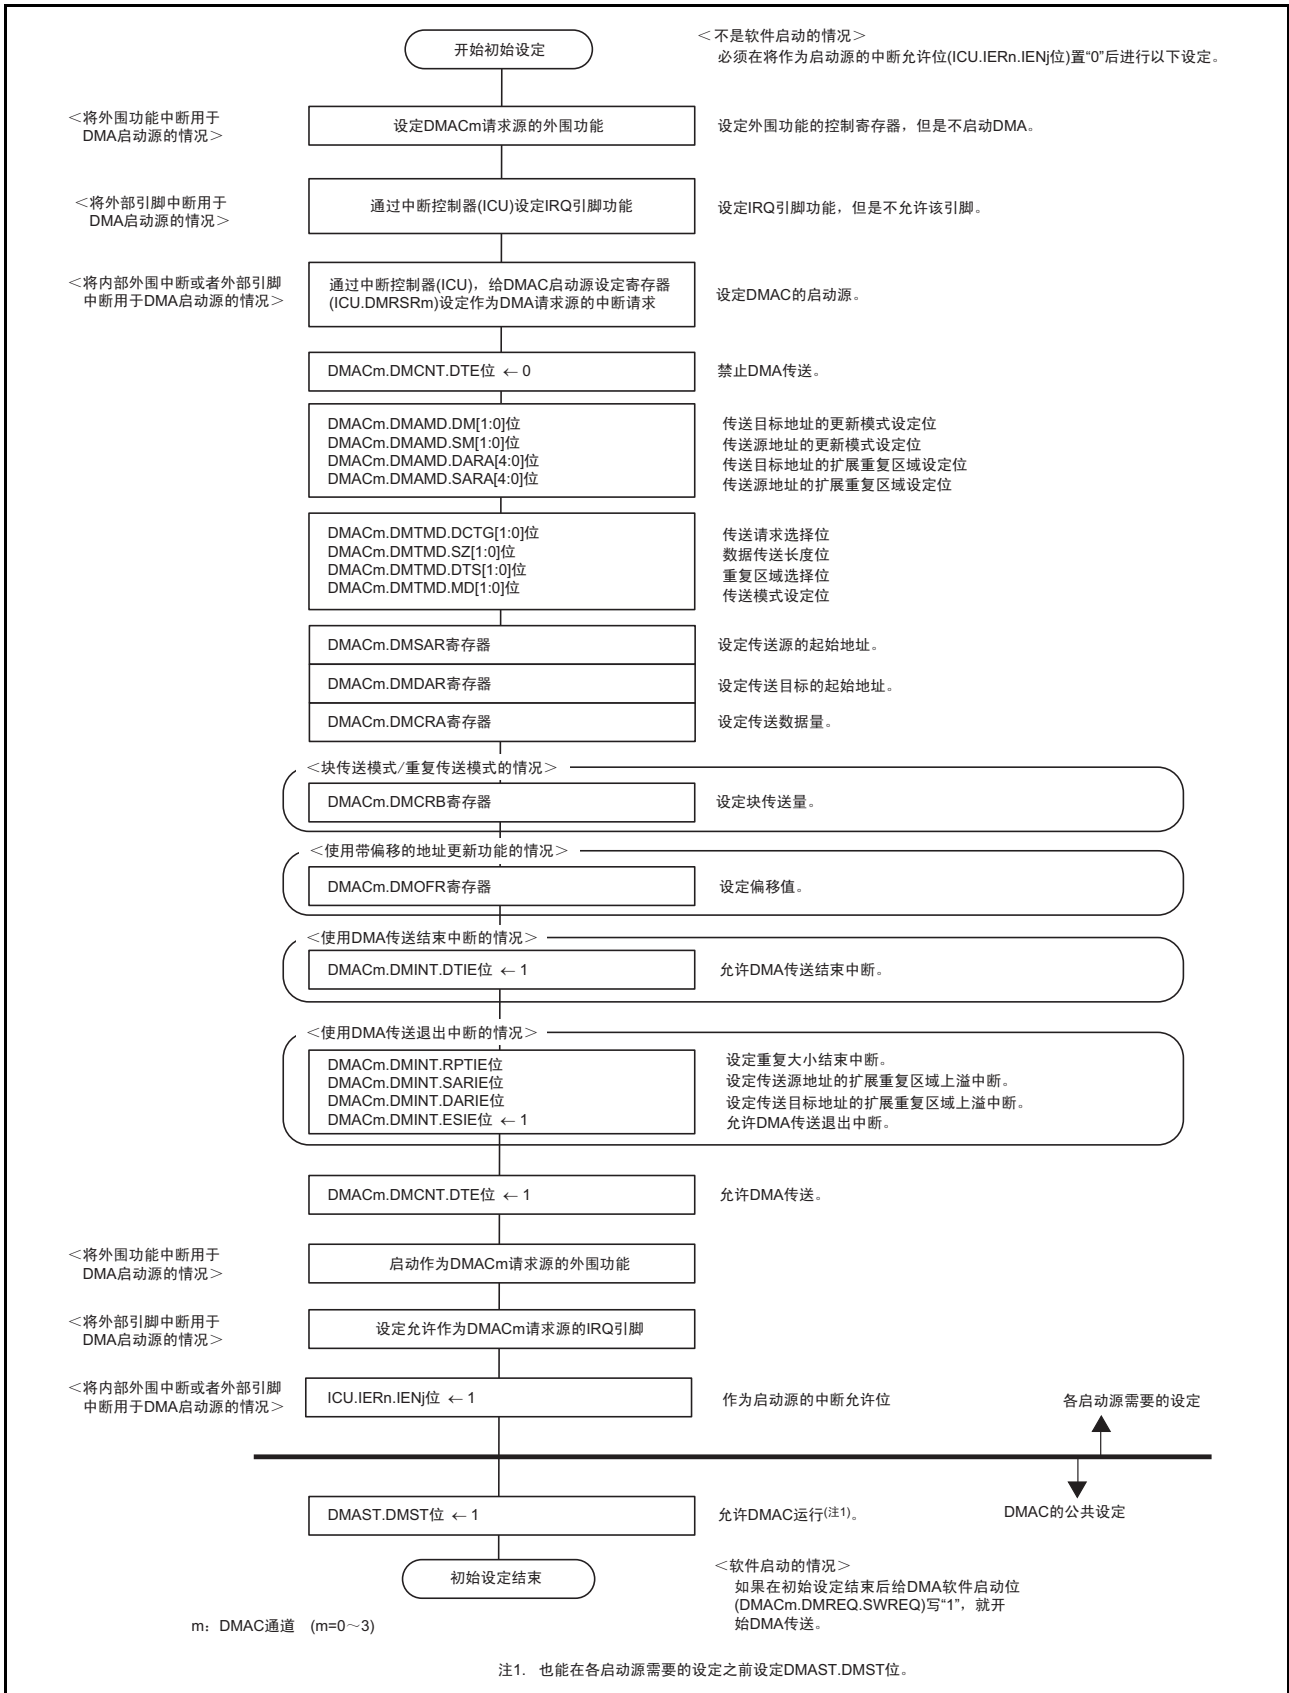 开始初始设定
＜不是软件启动的情况＞
必须在将作为启动源的中断允许位(ICU.IERn.IENj位)置“0”后进行以下设定。
＜将外围功能中断用于
DMA启动源的情况＞
设定DMACm请求源的外围功能
设定外围功能的控制寄存器，但是不启动DMA。
＜将外部引脚中断用于
DMA启动源的情况＞
通过中断控制器(ICU)设定IRQ引脚功能
设定IRQ引脚功能，但是不允许该引脚。
＜将内部外围中断或者外部引脚
中断用于DMA启动源的情况＞
通过中断控制器(ICU)，给DMAC启动源设定寄存器
(ICU.DMRSRm)设定作为DMA请求源的中断请求
设定DMAC的启动源。
DMACm.DMCNT.DTE位 ← 0
禁止DMA传送。
DMACm.DMAMD.DM[1:0]位
DMACm.DMAMD.SM[1:0]位
DMACm.DMAMD.DARA[4:0]位
DMACm.DMAMD.SARA[4:0]位
传送目标地址的更新模式设定位
传送源地址的更新模式设定位
传送目标地址的扩展重复区域设定位
传送源地址的扩展重复区域设定位
DMACm.DMTMD.DCTG[1:0]位
DMACm.DMTMD.SZ[1:0]位
DMACm.DMTMD.DTS[1:0]位
DMACm.DMTMD.MD[1:0]位
传送请求选择位
数据传送长度位
重复区域选择位
传送模式设定位
DMACm.DMSAR寄存器
设定传送源的起始地址。
DMACm.DMDAR寄存器
设定传送目标的起始地址。
DMACm.DMCRA寄存器
设定传送数据量。
＜块传送模式/重复传送模式的情况＞
DMACm.DMCRB寄存器
设定块传送量。
＜使用带偏移的地址更新功能的情况＞
DMACm.DMOFR寄存器
设定偏移值。
＜使用DMA传送结束中断的情况＞
DMACm.DMINT.DTIE位 ← 1
允许DMA传送结束中断。
＜使用DMA传送退出中断的情况＞
DMACm.DMINT.RPTIE位
DMACm.DMINT.SARIE位
DMACm.DMINT.DARIE位
DMACm.DMINT.ESIE位 ← 1
设定重复大小结束中断。
设定传送源地址的扩展重复区域上溢中断。
设定传送目标地址的扩展重复区域上溢中断。
允许DMA传送退出中断。
DMACm.DMCNT.DTE位 ← 1
允许DMA传送。
＜将外围功能中断用于
DMA启动源的情况＞
启动作为DMACm请求源的外围功能
＜将外部引脚中断用于
DMA启动源的情况＞
设定允许作为DMACm请求源的IRQ引脚
＜将内部外围中断或者外部引脚
中断用于DMA启动源的情况＞
ICU.IERn.IENj位 ← 1
作为启动源的中断允许位
各启动源需要的设定
DMAST.DMST位 ← 1
允许DMAC运行(注1)。
DMAC的公共设定
初始设定结束
＜软件启动的情况＞
如果在初始设定结束后给DMA软件启动位
(DMACm.DMREQ.SWREQ)写“1”，就开
始DMA传送。
m：DMAC通道 (m=0～3)
注1. 也能在各启动源需要的设定之前设定DMAST.DMST位。